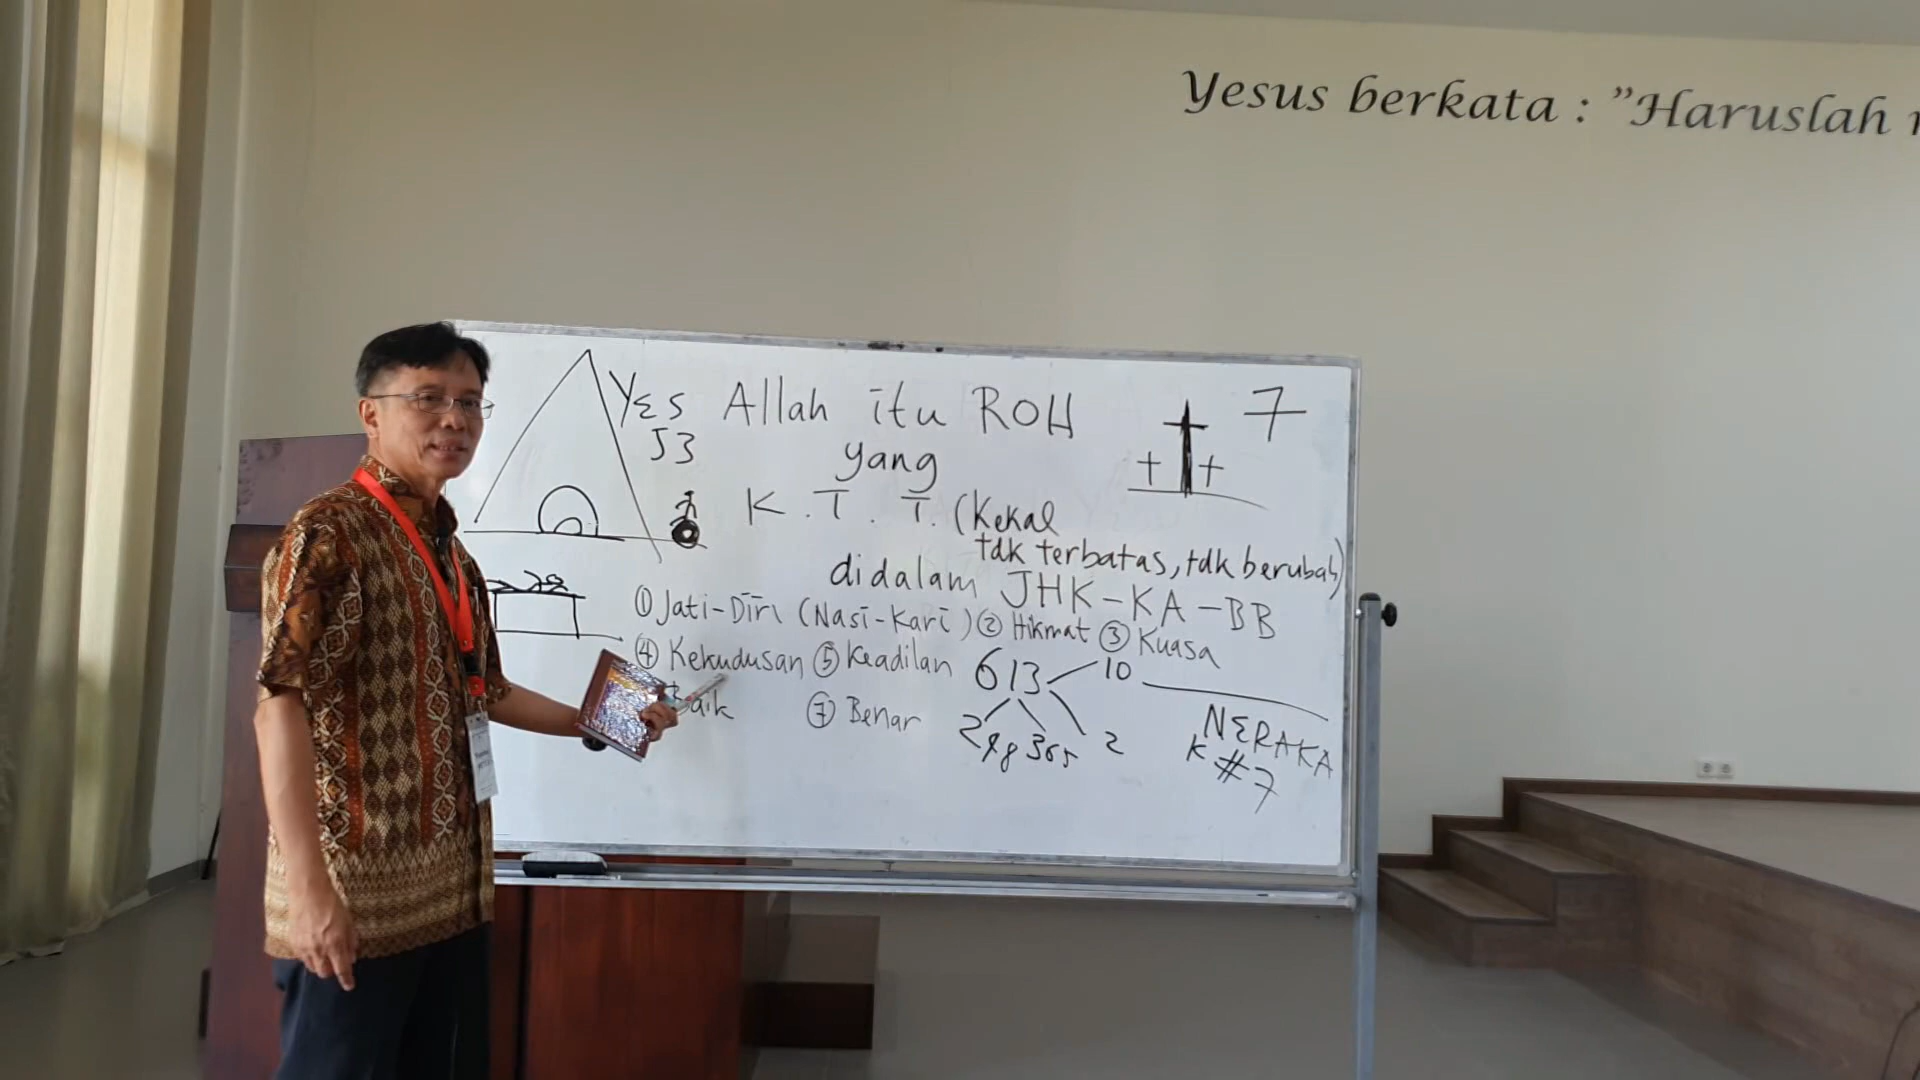 Yesus berkata : "Haruslah
YES Allah itu ROH
J3
yang
7
K . T . T. (Kekal
tdk terbatas, tdk berubah)
didalam JHK-KA-BB
① Jati-Diri (Nasi-Kari) ② Hikmat ③ Kuasa
④ Kekudusan ⑤ Keadilan 613 10
Baik ⑦ Benar
248 365 2
NERAKA
K #7